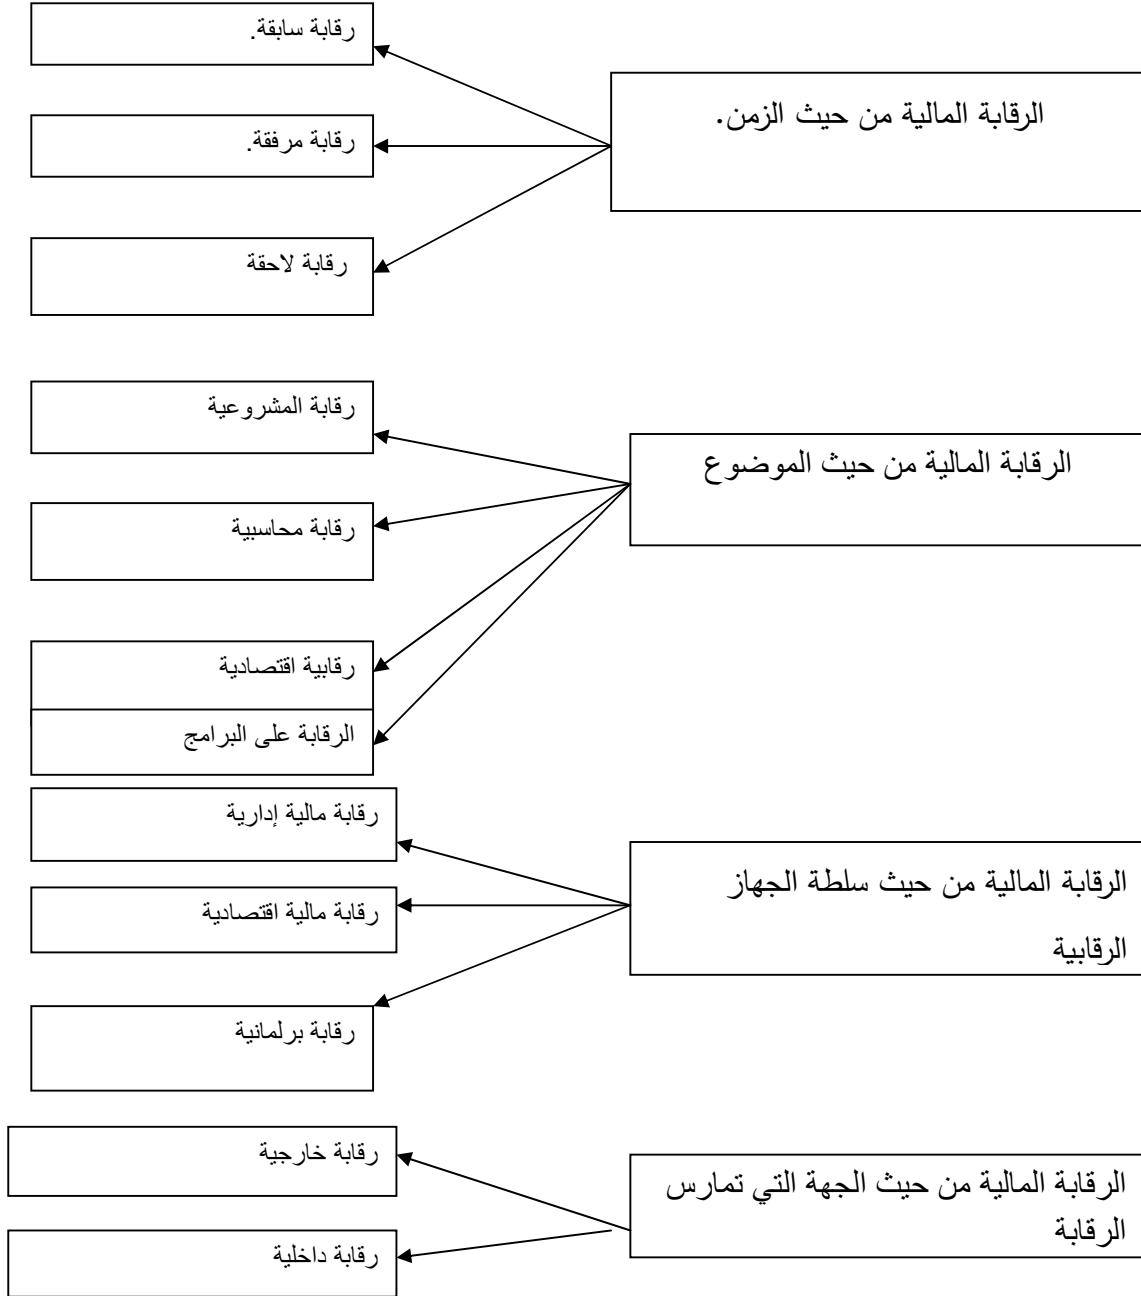 الرقابة المالية من حيث الزمن.
رقابة سابقة.
رقابة مرفقة.
رقابة لاحقة
الرقابة المالية من حيث الموضوع
رقابة المشروعية
رقابة محاسبية
رقابية اقتصادية
الرقابة على البرامج
الرقابة المالية من حيث سلطة الجهاز
الرقابية
رقابة مالية إدارية
رقابة مالية اقتصادية
رقابة برلمانية
الرقابة المالية من حيث الجهة التي تمارس
الرقابة
رقابة خارجية
رقابة داخلية